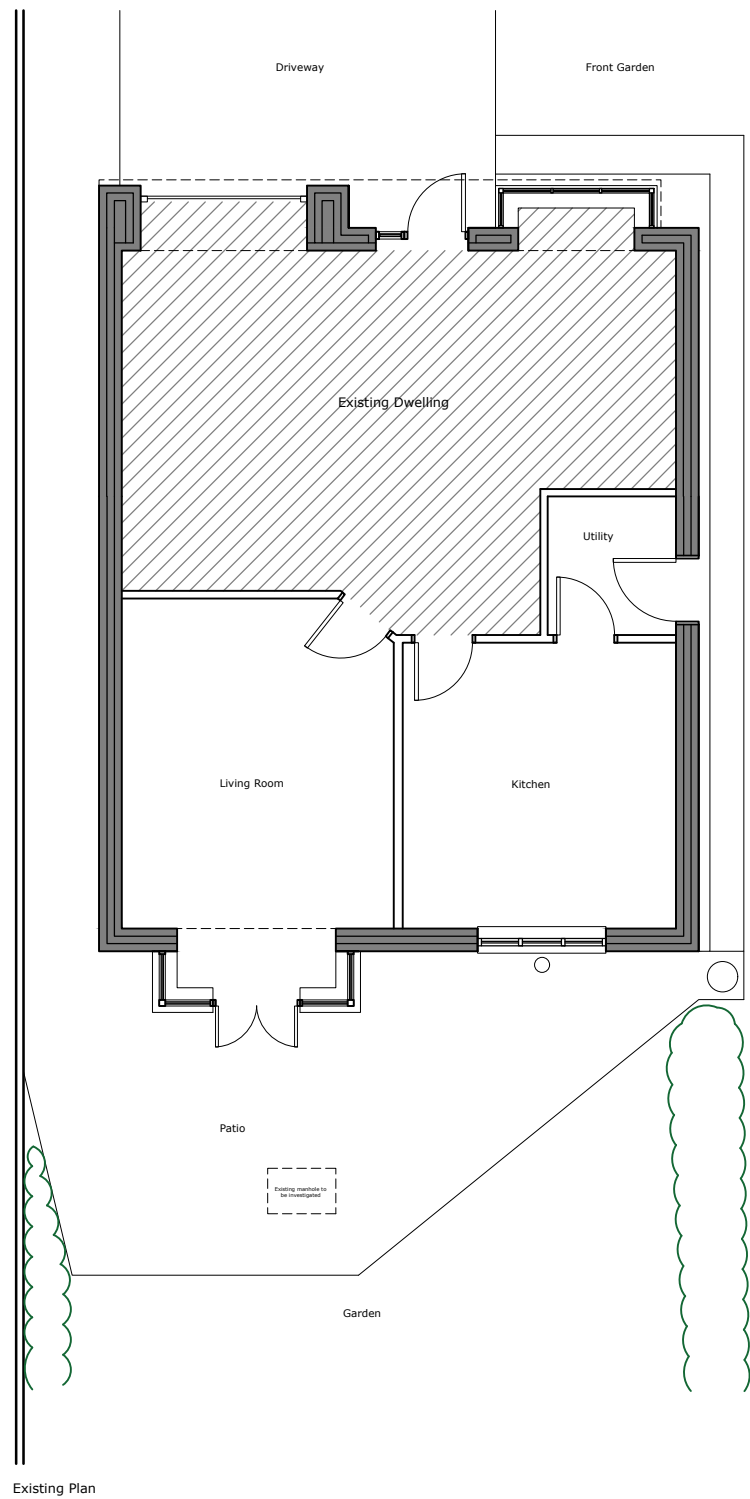 Driveway
Front Garden
Existing Dwelling
Utility
Living Room
Kitchen
Patio
Existing manhole to
be investigated
Garden
Existing Plan